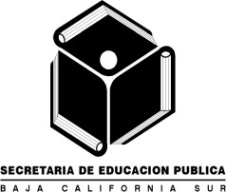 SECRETARIA DE EDUCACION PUBLICA
BAJA CALIFORNIA SUR